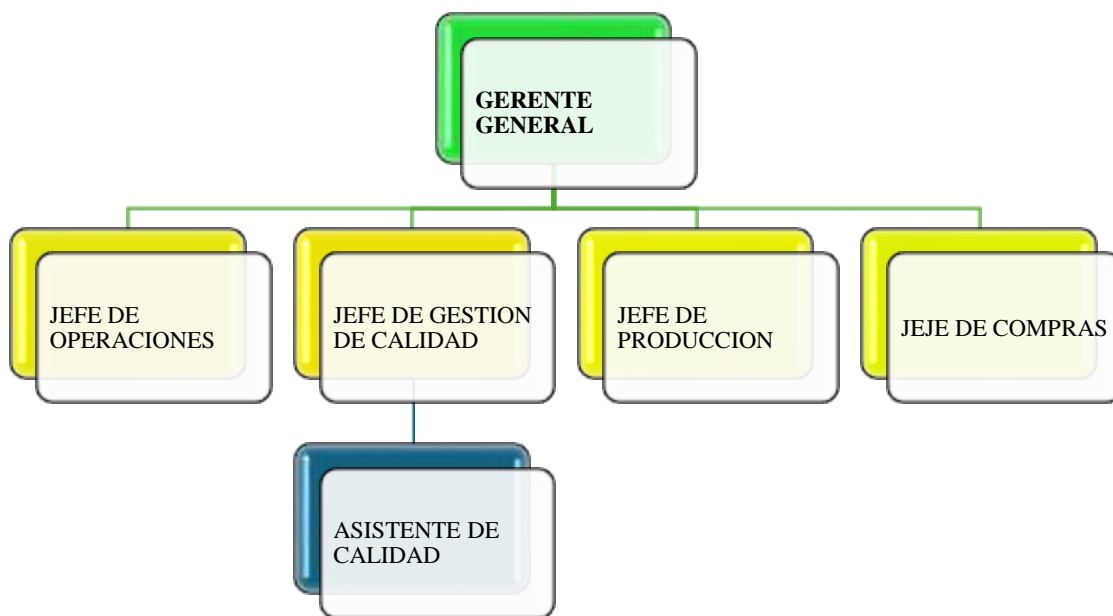 GERENTE
GENERAL
JEFE DE
OPERACIONES
JEFE DE GESTION
DE CALIDAD
JEFE DE
PRODUCCION
JEJE DE COMPRAS
ASISTENTE DE
CALIDAD